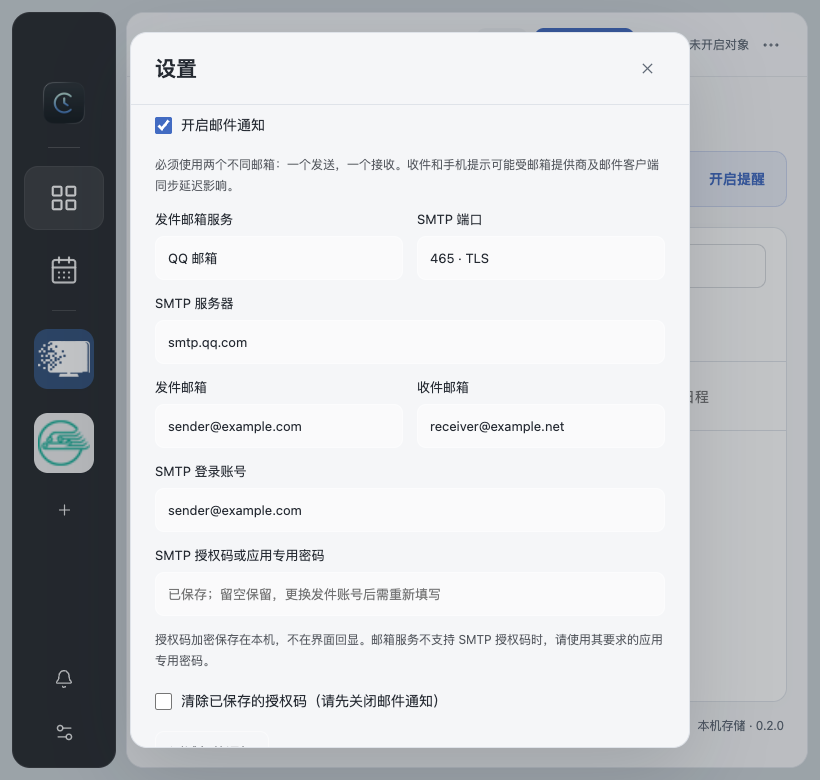 未开启对象
设置
开启邮件通知
必须使用两个不同邮箱：一个发送，一个接收。收件和手机提示可能受邮箱提供商及邮件客户端
同步延迟影响。
开启提醒
发件邮箱服务
SMTP 端口
QQ 邮箱
465 · TLS
SMTP 服务器
smtp.qq.com
发件邮箱
收件邮箱
日程
sender@example.com
receiver@example.net
SMTP 登录账号
sender@example.com
SMTP 授权码或应用专用密码
已保存；留空保留，更换发件账号后需重新填写
授权码加密保存在本机，不在界面回显。邮箱服务不支持 SMTP 授权码时，请使用其要求的应用
专用密码。
清除已保存的授权码（请先关闭邮件通知）
本机存储 · 0.2.0